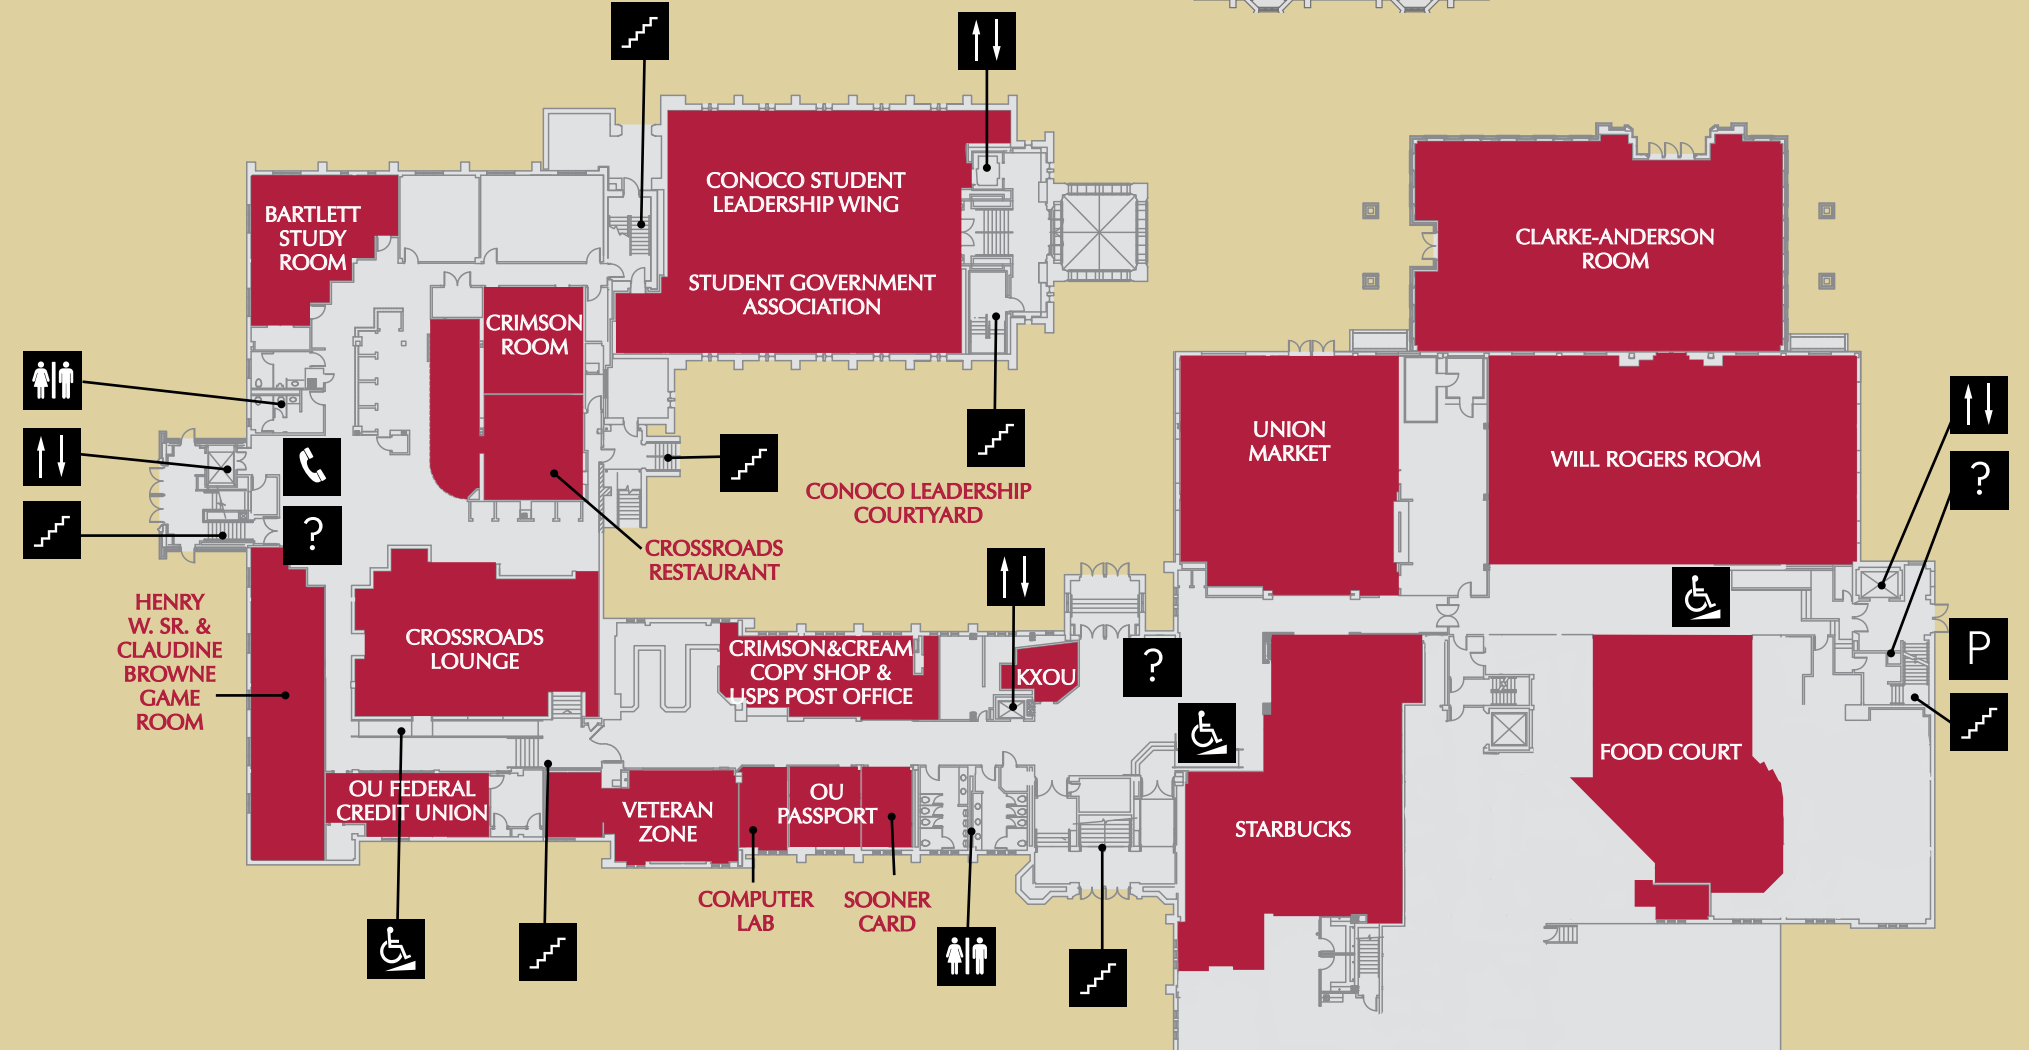 CONOCO STUDENT
LEADERSHIP WING
STUDENT GOVERNMENT
ASSOCIATION
BARTLETT
STUDY
ROOM
CRIMSON
ROOM
CLARKE-ANDERSON
ROOM
UNION
MARKET
WILL ROGERS ROOM
CONOCO LEADERSHIP
COURTYARD
?
?
CROSSROADS
RESTAURANT
HENRY
W. SR. &
CLAUDINE
BROWNE
GAME
ROOM
CROSSROADS
LOUNGE
CRIMSON&CREAM
COPY SHOP &
USPS POST OFFICE
KXOU
?
P
FOOD COURT
OU FEDERAL
CREDIT UNION
VETERAN
ZONE
OU
PASSPORT
STARBUCKS
COMPUTER
LAB
SOONER
CARD